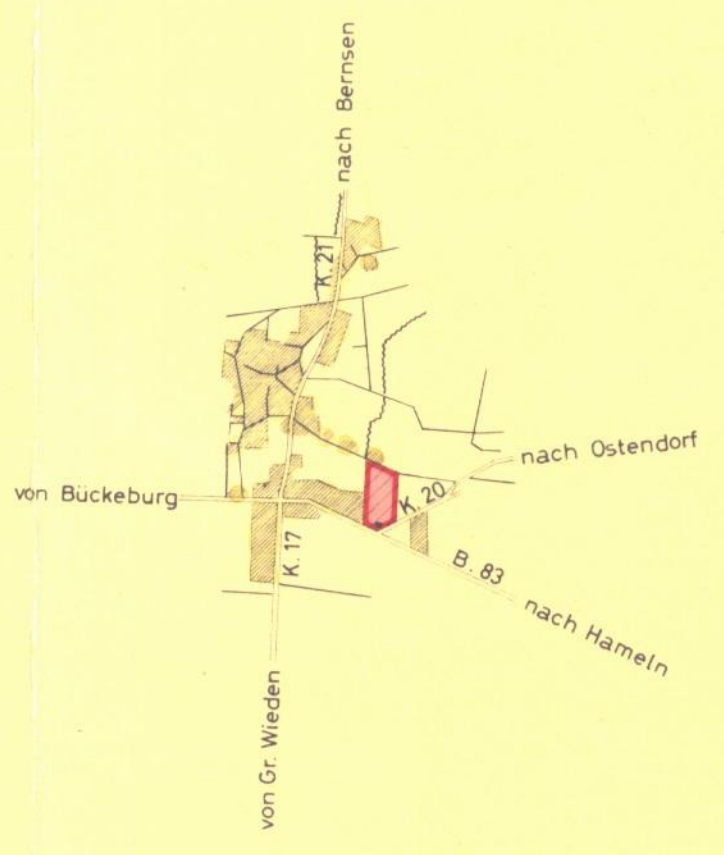 nach Bernsen
K. 21
nach Ostendorf
von Bückeburg
K. 20
K. 17
B. 83
nach Hameln
von Gr. Wieden